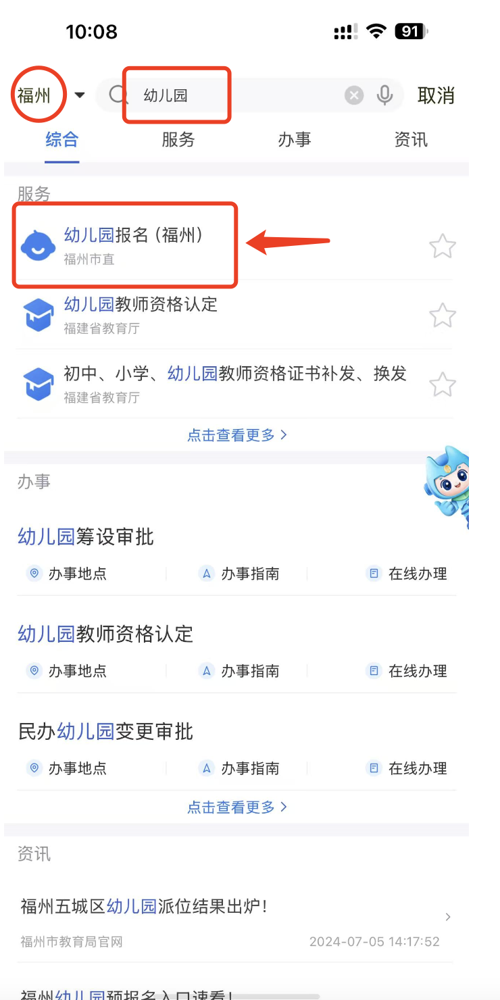 10:08
91
福州
幼儿园
取消
综合
服务
办事
资讯
服务
幼儿园报名(福州)
福州市直
幼儿园教师资格认定
福建省教育厅
初中、小学、幼儿园教师资格证书补发、换发
福建省教育厅
点击查看更多 >
办事
幼儿园筹设审批
办事地点
办事指南
在线办理
幼儿园教师资格认定
办事地点
办事指南
在线办理
民办幼儿园变更审批
办事地点
办事指南
在线办理
点击查看更多 >
资讯
福州五城区幼儿园派位结果出炉!
福州市教育局官网
2024-07-05 14:17:52
福州幼儿园预报名入口速看!